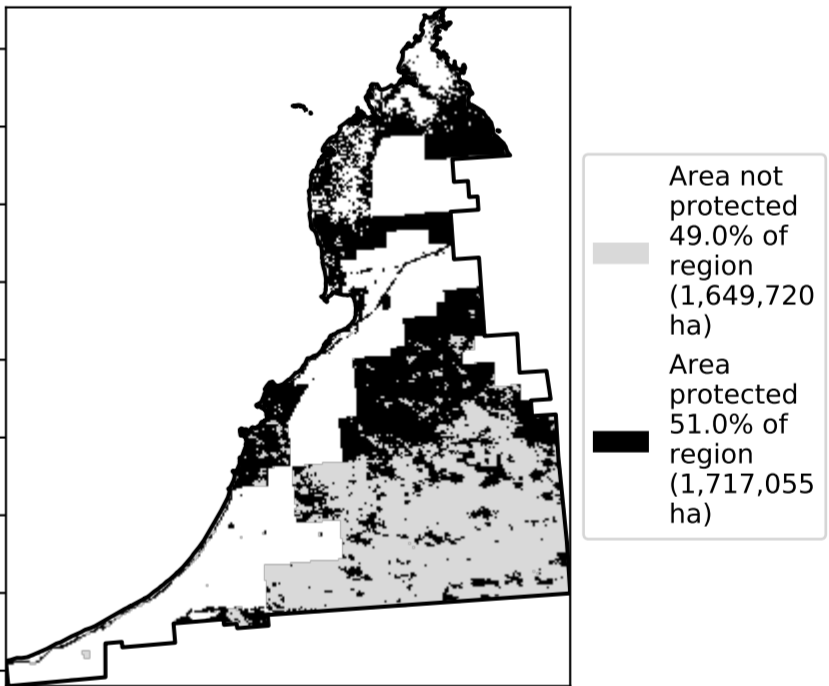 Area not
protected
49.0% of
region
(1,649,720
ha)
Area
protected
51.0% of
region
(1,717,055
ha)